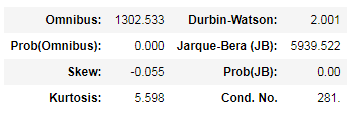 Omnibus: 1302.533 Durbin-Watson: 2.001
Prob(Omnibus): 0.000 Jarque-Bera (JB): 5939.522
Skew: -0.055 Prob(JB): 0.00
Kurtosis: 5.598 Cond. No. 281.